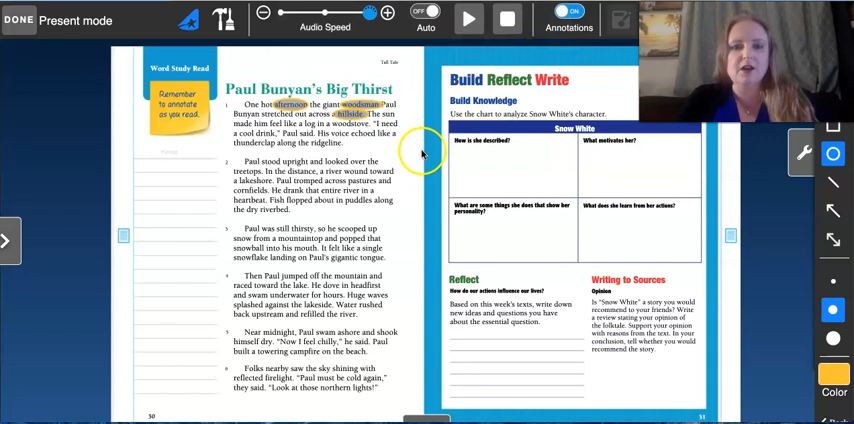 DONE Present mode
Audio Speed
OFF
Auto
ON
Annotations
Tall Tale
Word Study Read
Remember
to annotate
as you read.
Paul Bunyan's Big Thirst
1 One hot afternoon the giant woodsman Paul
Bunyan stretched out across a hillside. The sun
made him feel like a log in a woodstove. "I need
a cool drink," Paul said. His voice echoed like a
thunderclap along the ridgeline.
2 Paul stood upright and looked over the
treetops. In the distance, a river wound toward
a lakeshore. Paul tromped across pastures and
cornfields. He drank that entire river in a
heartbeat. Fish flopped about in puddles along
the dry riverbed.
3 Paul was still thirsty, so he scooped up
snow from a mountaintop and popped that
snowball into his mouth. It felt like a single
snowflake landing on Paul's gigantic tongue.
4 Then Paul jumped off the mountain and
raced toward the lake. He dove in headfirst
and swam underwater for hours. Huge waves
splashed against the lakeside. Water rushed
back upstream and refilled the river.
5 Near midnight, Paul swam ashore and shook
himself dry. "Now I feel chilly," he said. Paul
built a towering campfire on the beach.
6 Folks nearby saw the sky shining with
reflected firelight. "Paul must be cold again,"
they said. "Look at those northern lights!"
30
Build Reflect Write
Build Knowledge
Use the chart to analyze Snow White's character.
Snow White
How is she described?
What motivates her?
What are some things she does that show her
personality?
What does she learn from her actions?
Reflect
How do our actions influence our lives?
Based on this week's texts, write down
new ideas and questions you have
about the essential question.
Writing to Sources
Opinion
Is "Snow White" a story you would
recommend to your friends? Write
a review stating your opinion of
the folktale. Support your opinion
with reasons from the text. In your
conclusion, tell whether you would
recommend the story.
31
Color